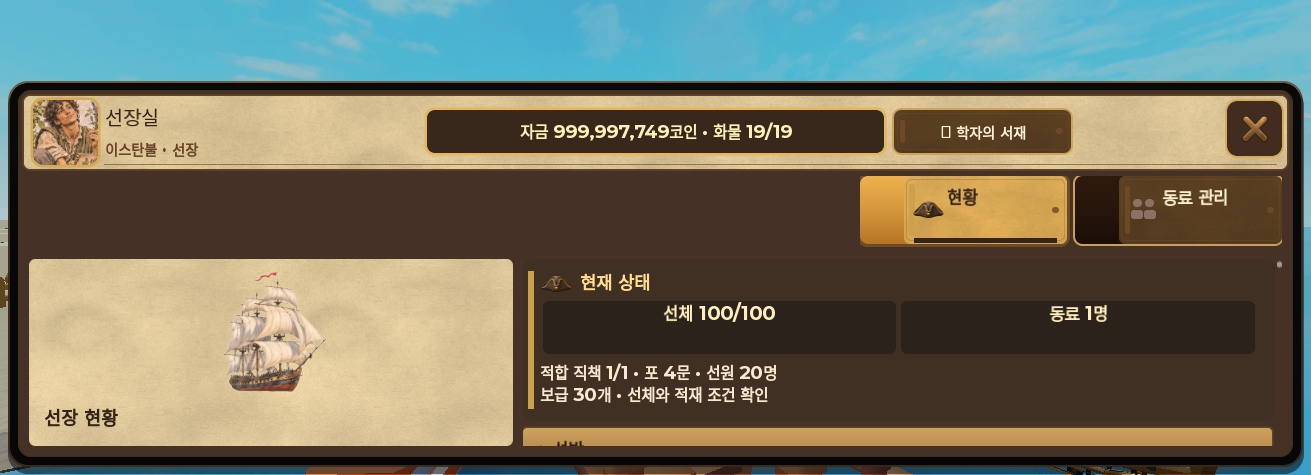 선장실
이스탄불 • 선장
자금 999,997,749코인 • 화물 19/19
학자의 서재
현황
동료 관리
선장 현황
현재 상태
선체 100/100
동료 1명
적합 직책 1/1 • 포 4문 • 선원 20명
보급 30개 • 선체와 적재 조건 확인